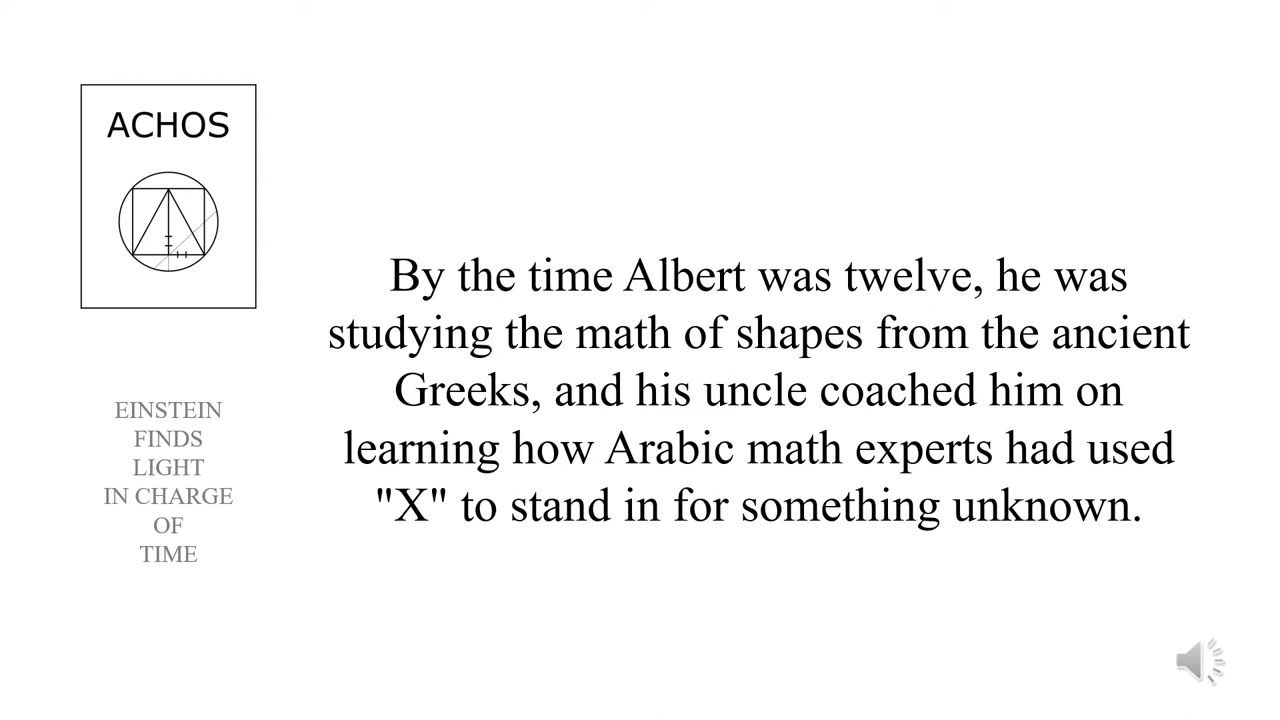 ACHOS
EINSTEIN
FINDS
LIGHT
IN CHARGE
OF
TIME
By the time Albert was twelve, he was
studying the math of shapes from the ancient
Greeks, and his uncle coached him on
learning how Arabic math experts had used
"X" to stand in for something unknown.